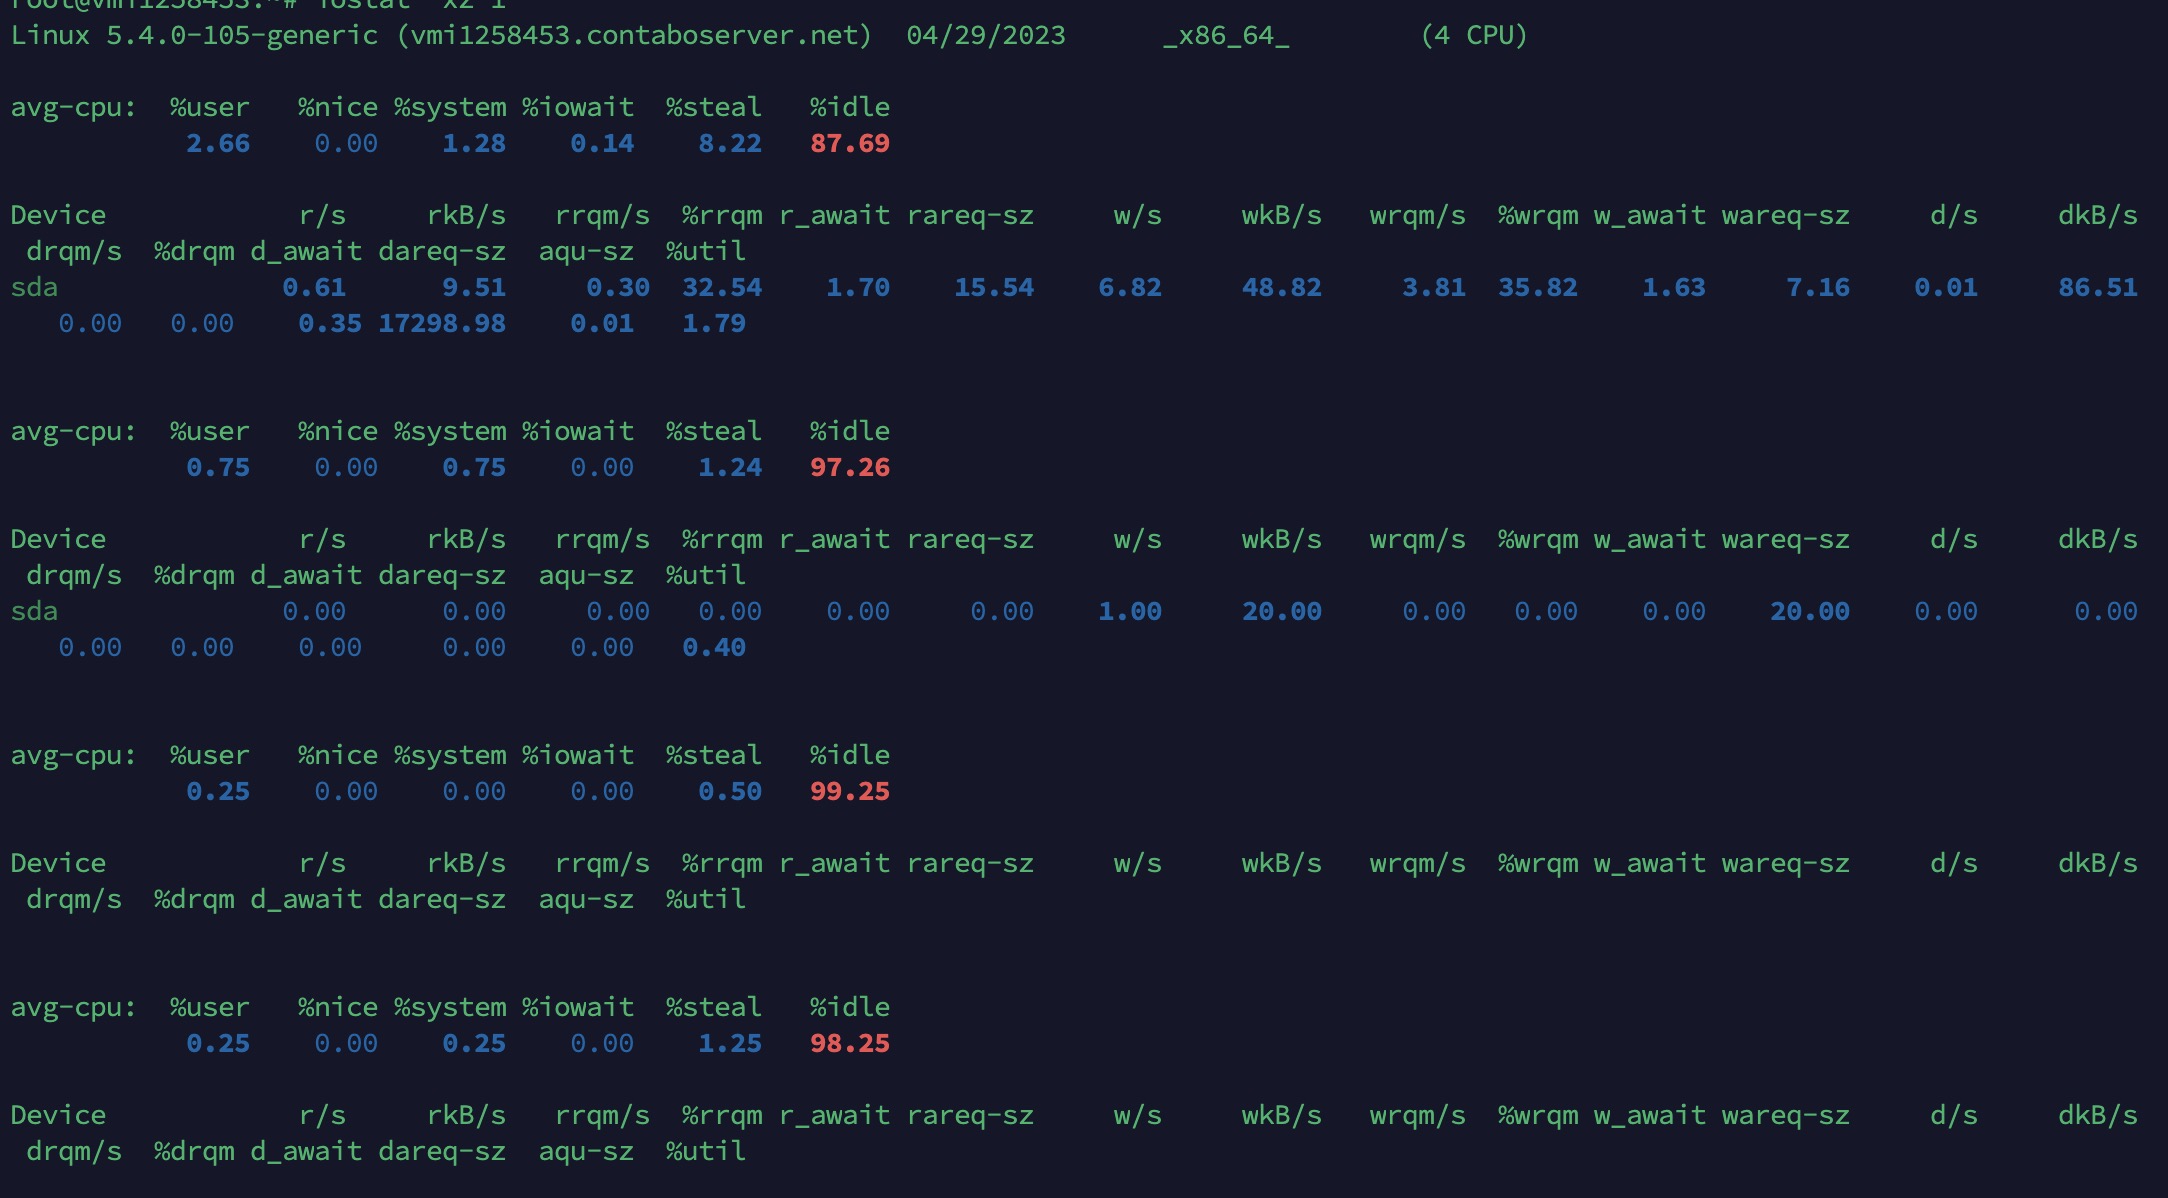 root@vmi1258453:~# iostat -xz 1
Linux 5.4.0-105-generic (vmi1258453.contaboserver.net) 04/29/2023 _x86_64_ (4 CPU)
avg-cpu: %user %nice %system %iowait %steal %idle
2.66 0.00 1.28 0.14 8.22 87.69
Device r/s rkB/s rrqm/s %rrqm r_await rareq-sz w/s wkB/s wrqm/s %wrqm w_await wareq-sz d/s dkB/s
drqm/s %drqm d_await dareq-sz aqu-sz %util
sda 0.61 9.51 0.30 32.54 1.70 15.54 6.82 48.82 3.81 35.82 1.63 7.16 0.01 86.51
0.00 0.00 0.35 17298.98 0.01 1.79
avg-cpu: %user %nice %system %iowait %steal %idle
0.75 0.00 0.75 0.00 1.24 97.26
Device r/s rkB/s rrqm/s %rrqm r_await rareq-sz w/s wkB/s wrqm/s %wrqm w_await wareq-sz d/s dkB/s
drqm/s %drqm d_await dareq-sz aqu-sz %util
sda 0.00 0.00 0.00 0.00 0.00 0.00 1.00 20.00 0.00 0.00 0.00 20.00 0.00 0.00
0.00 0.00 0.00 0.00 0.00 0.40
avg-cpu: %user %nice %system %iowait %steal %idle
0.25 0.00 0.00 0.00 0.50 99.25
Device r/s rkB/s rrqm/s %rrqm r_await rareq-sz w/s wkB/s wrqm/s %wrqm w_await wareq-sz d/s dkB/s
drqm/s %drqm d_await dareq-sz aqu-sz %util
avg-cpu: %user %nice %system %iowait %steal %idle
0.25 0.00 0.25 0.00 1.25 98.25
Device r/s rkB/s rrqm/s %rrqm r_await rareq-sz w/s wkB/s wrqm/s %wrqm w_await wareq-sz d/s dkB/s
drqm/s %drqm d_await dareq-sz aqu-sz %util